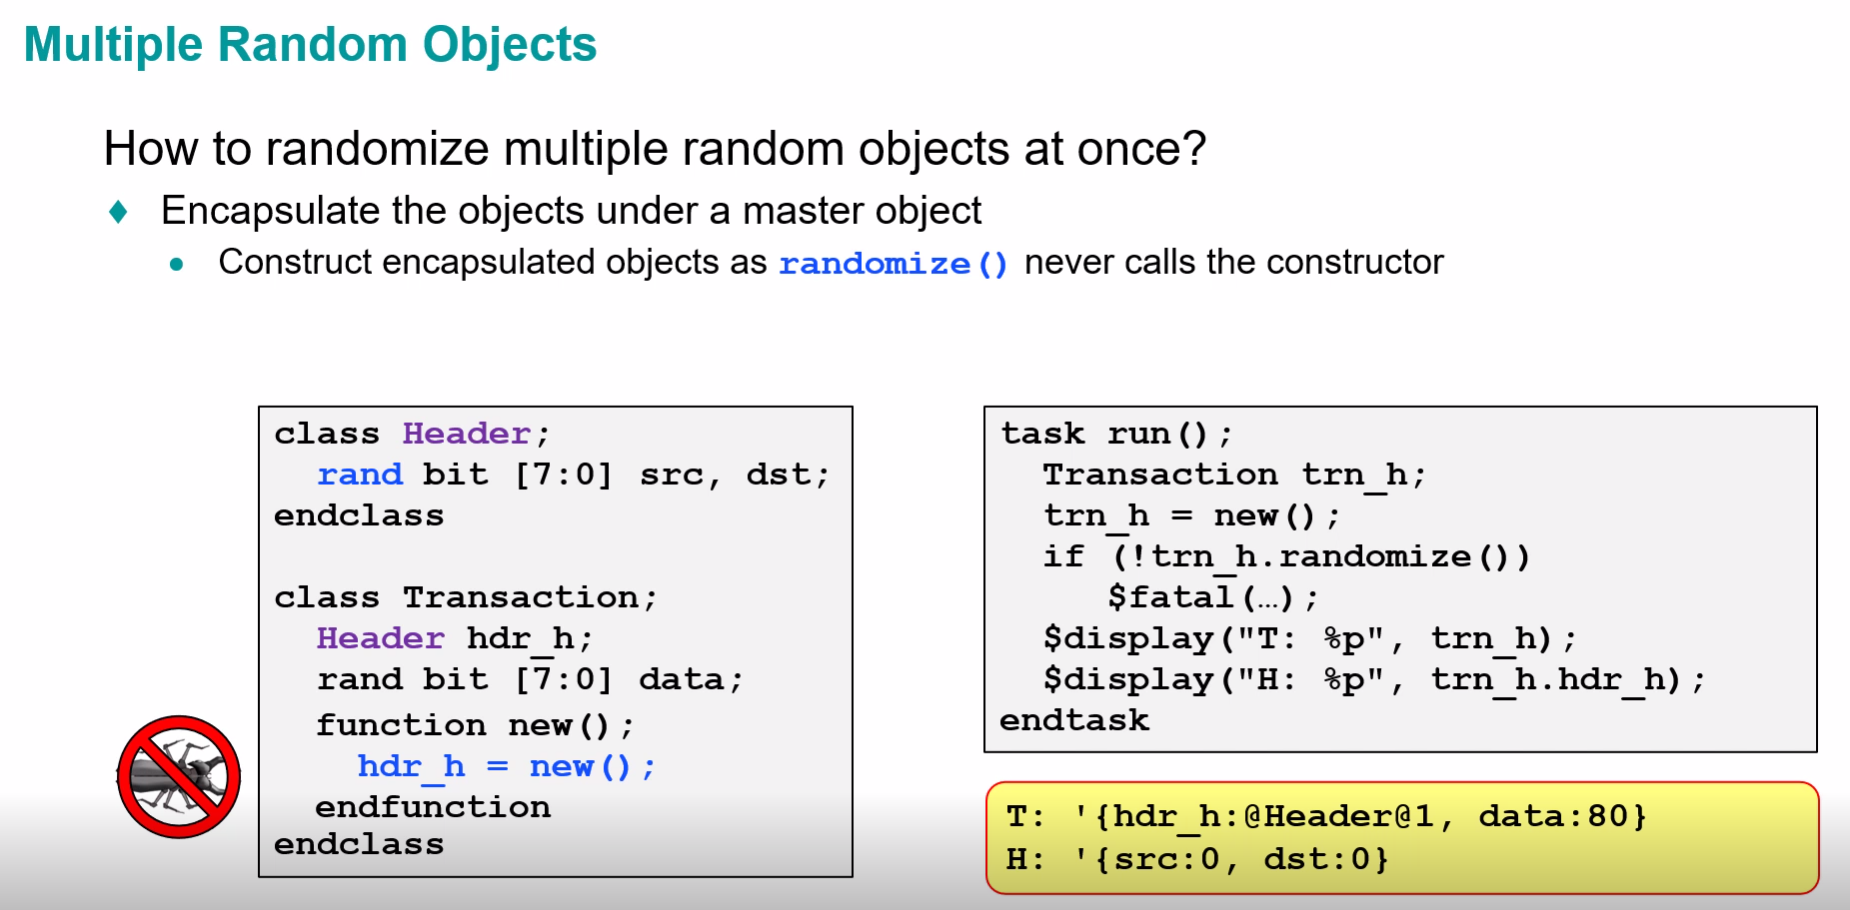 Multiple Random Objects
How to randomize multiple random objects at once?
♦ Encapsulate the objects under a master object
• Construct encapsulated objects as randomize() never calls the constructor
class Header;
  rand bit [7:0] src, dst;
endclass
class Transaction;
  Header hdr_h;
  rand bit [7:0] data;
  function new();
    hdr_h = new();
  endfunction
endclass
task run();
  Transaction trn_h;
  trn_h = new();
  if (!trn_h.randomize())
     $fatal(…);
  $display("T: %p", trn_h);
  $display("H: %p", trn_h.hdr_h);
endtask
T: '{hdr_h:@Header@1, data:80}
H: '{src:0, dst:0}